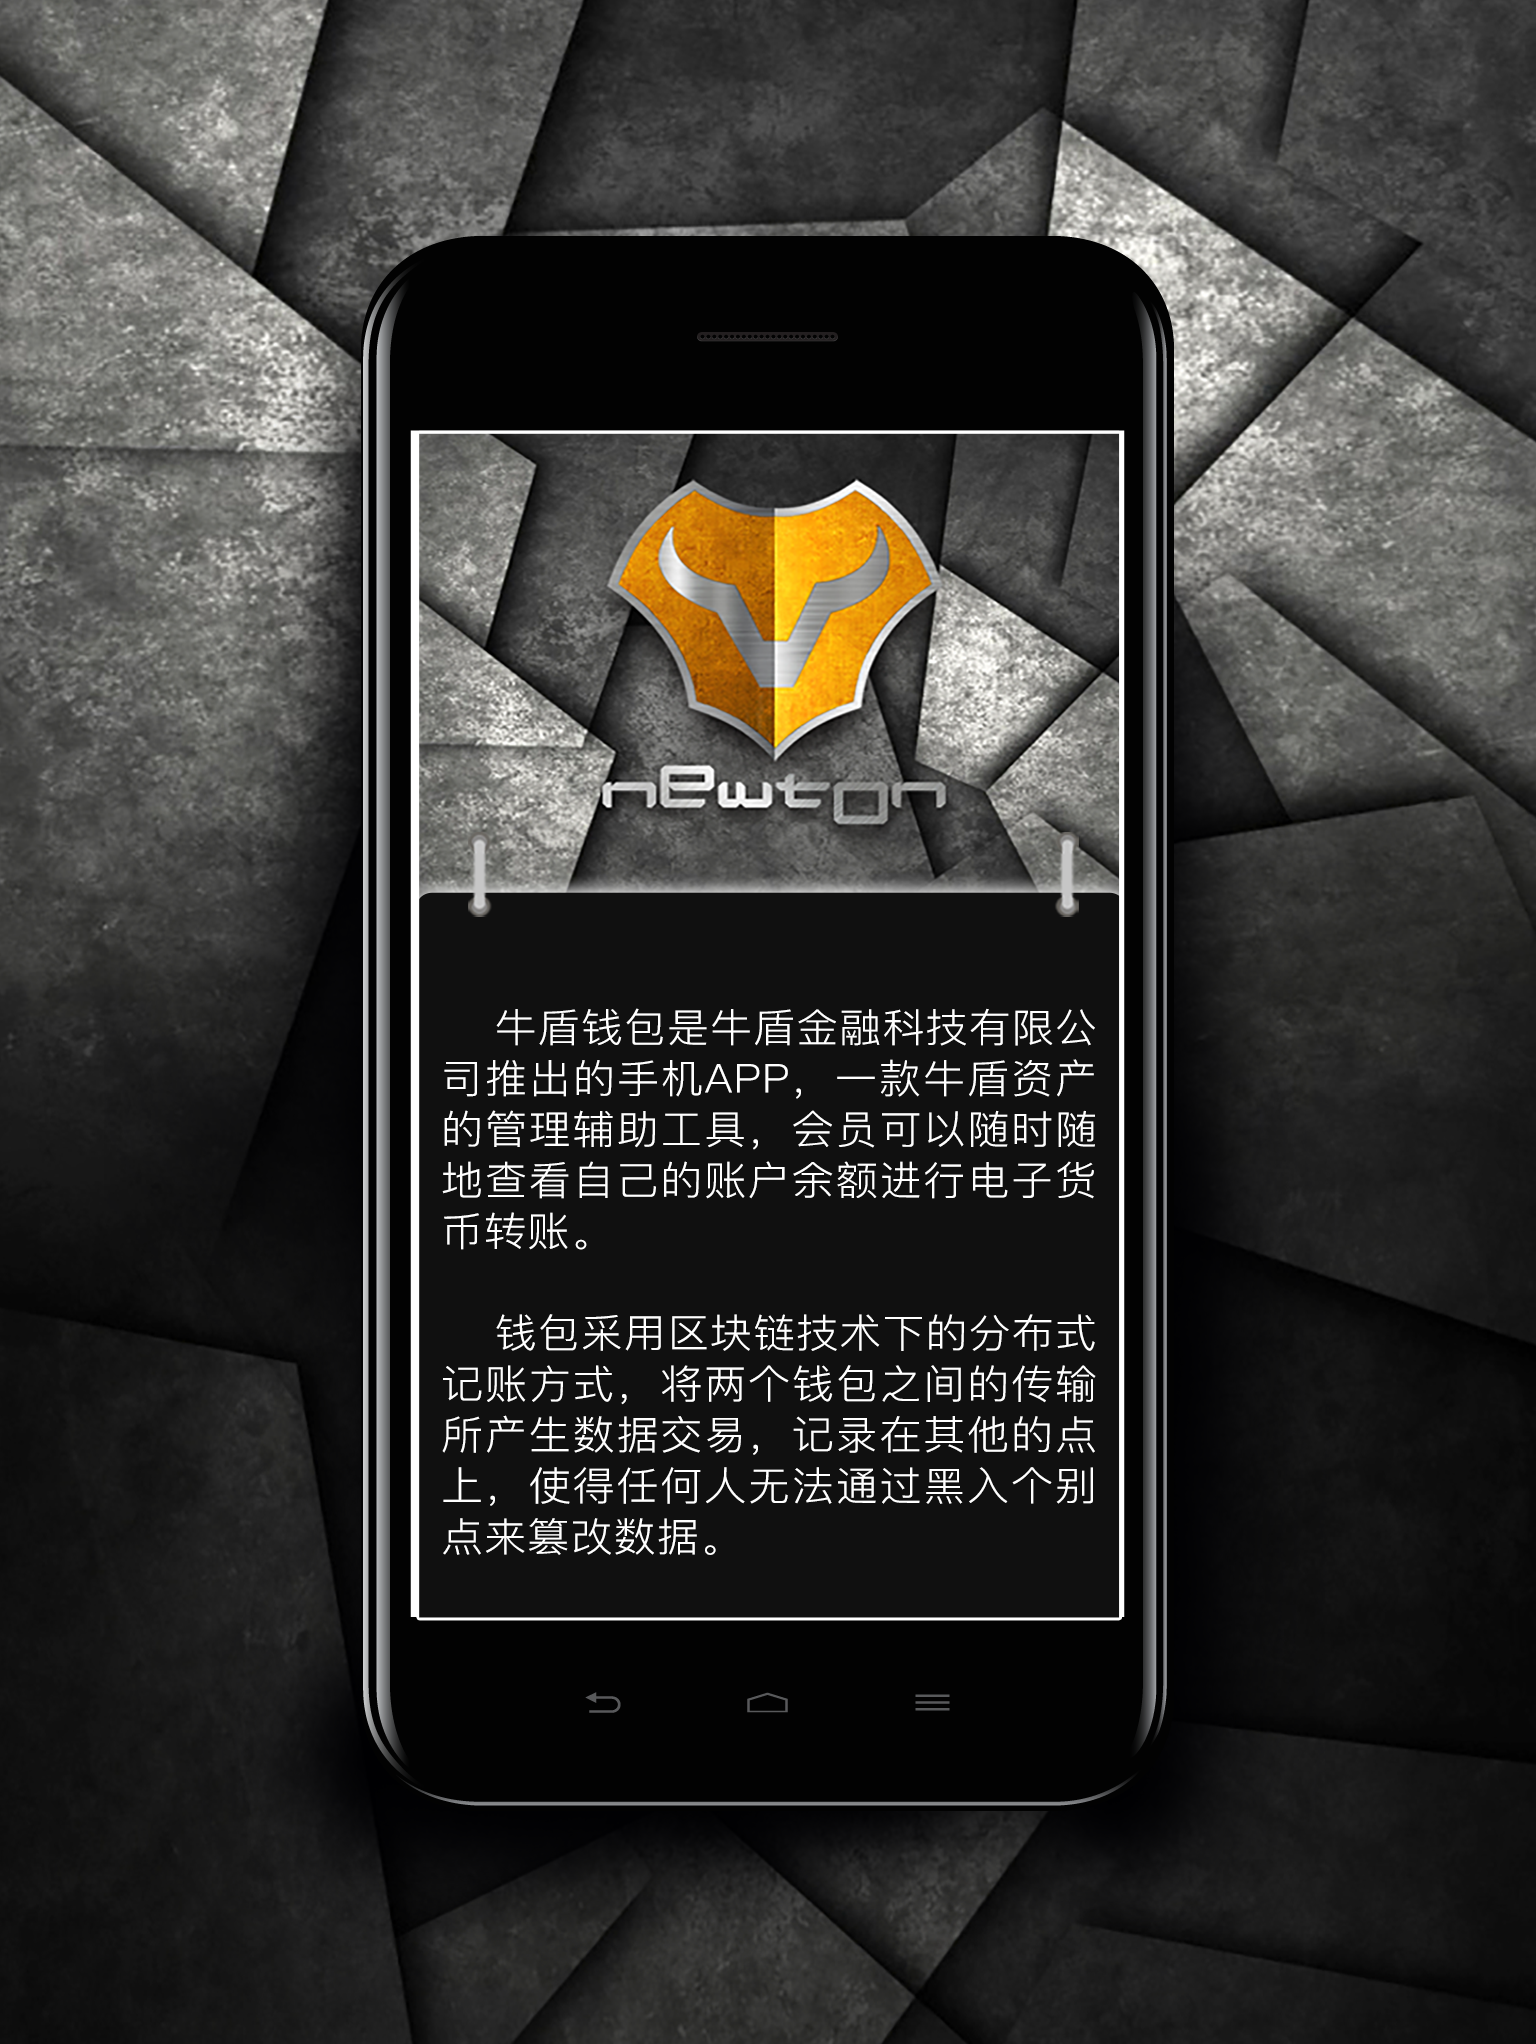 newton
牛盾钱包是牛盾金融科技有限公
司推出的手机APP，一款牛盾资产
的管理辅助工具，会员可以随时随
地查看自己的账户余额进行电子货
币转账。
钱包采用区块链技术下的分布式
记账方式，将两个钱包之间的传输
所产生数据交易，记录在其他的点
上，使得任何人无法通过黑入个别
点来篡改数据。